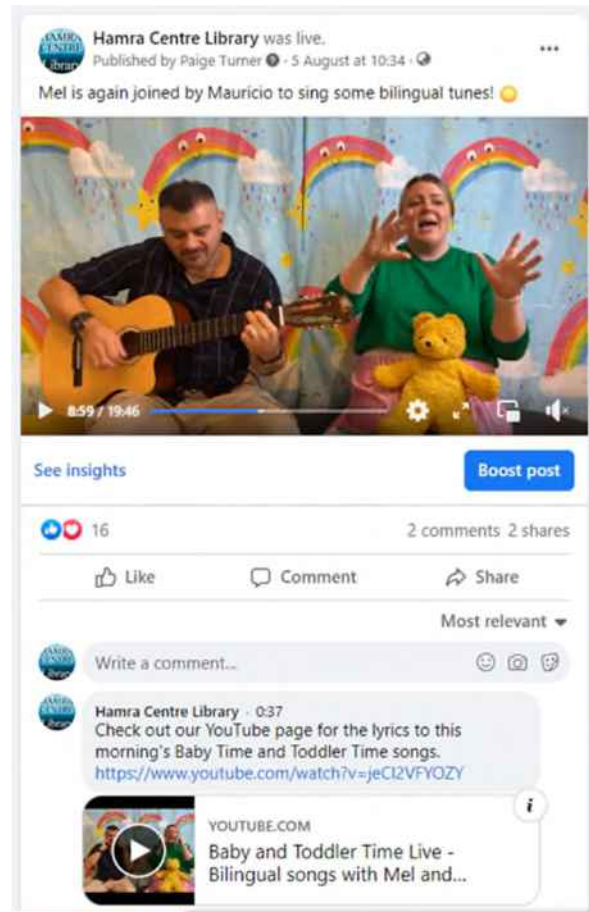 HAMRA
CENTRE
Library
Hamra Centre Library was live.
Published by Paige Turner · 5 August at 10:34 ·
Mel is again joined by Mauricio to sing some bilingual tunes!
8:59 / 19:46
See insights
Boost post
16
2 comments 2 shares
Like
Comment
Share
Most relevant
Write a comment...
Hamra Centre Library · 0:37
Check out our YouTube page for the lyrics to this
morning's Baby Time and Toddler Time songs.
https://www.youtube.com/watch?v=jeCI2VFYOZY
i
YOUTUBE.COM
Baby and Toddler Time Live -
Bilingual songs with Mel and...